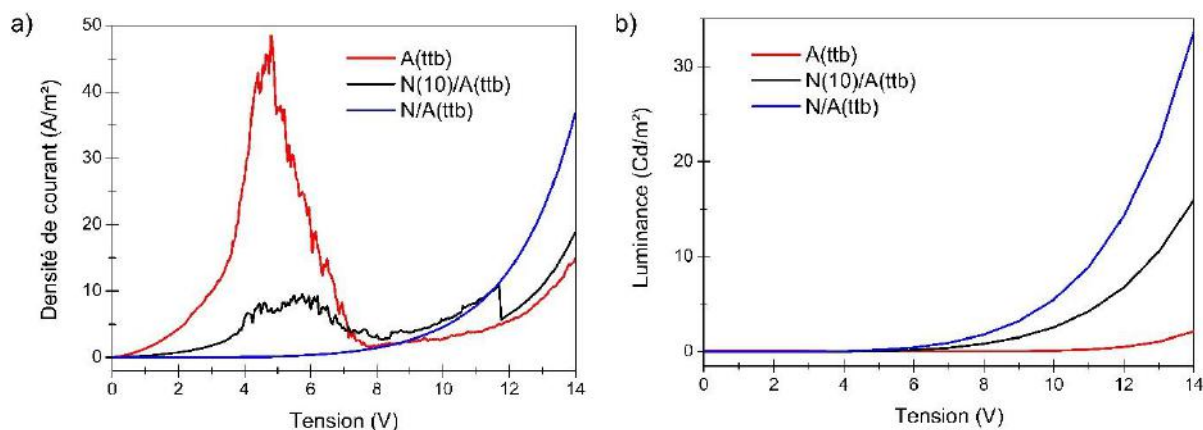 a)
Densité de courant (A/m²)
50
40
30
20
10
0
A(ttb)
N(10)/A(ttb)
N/A(ttb)
0 2 4 6 8 10 12 14
Tension (V)
b)
Luminance (Cd/m²)
30
20
10
0
A(ttb)
N(10)/A(ttb)
N/A(ttb)
0 2 4 6 8 10 12 14
Tension (V)